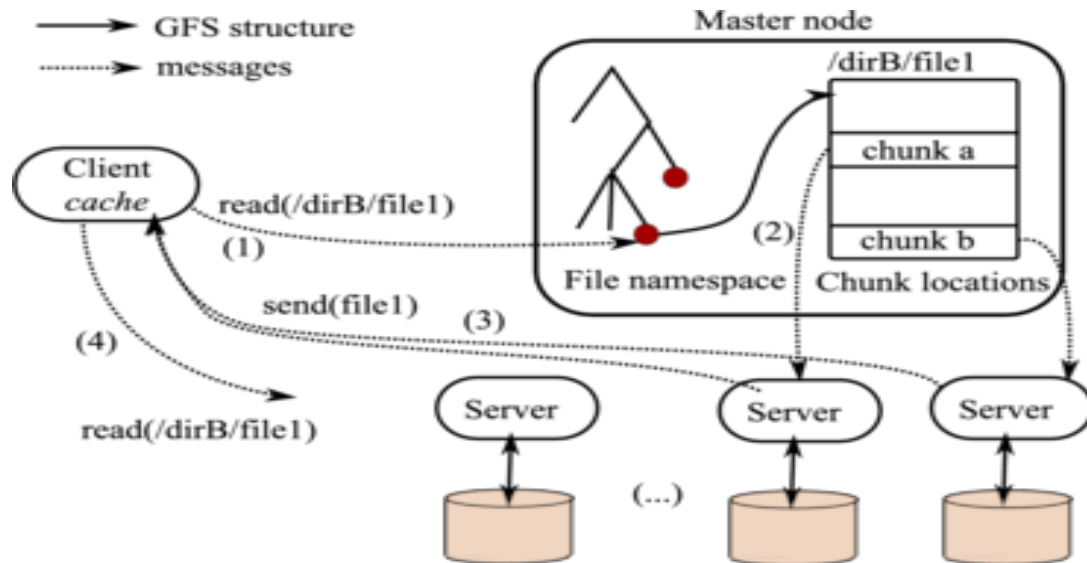 GFS structure
messages
Master node
/dirB/file1
chunk a
chunk b
File namespace
Chunk locations
Client
cache
read(/dirB/file1)
(1)
(2)
send(file1)
(3)
(4)
read(/dirB/file1)
Server
Server
Server
(...)